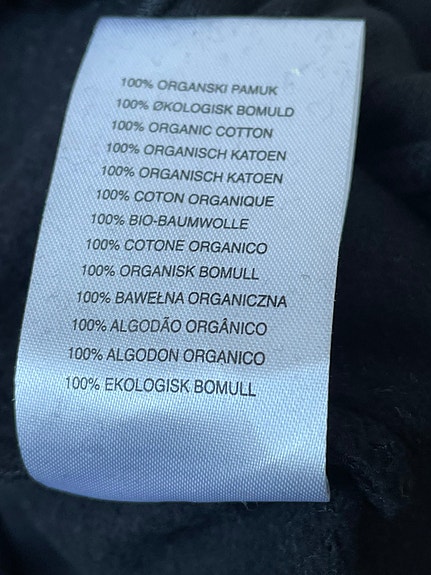 100% ORGANSKI PAMUK
100% ØKOLOGISK BOMULD
100% ORGANIC COTTON
100% ORGANISCH KATOEN
100% ORGANISCH KATOEN
100% COTON ORGANIQUE
100% BIO-BAUMWOLLE
100% COTONE ORGANICO
100% ORGANISK BOMULL
100% BAWEŁNA ORGANICZNA
100% ALGODÃO ORGÂNICO
100% ALGODON ORGANICO
100% EKOLOGISK BOMULL